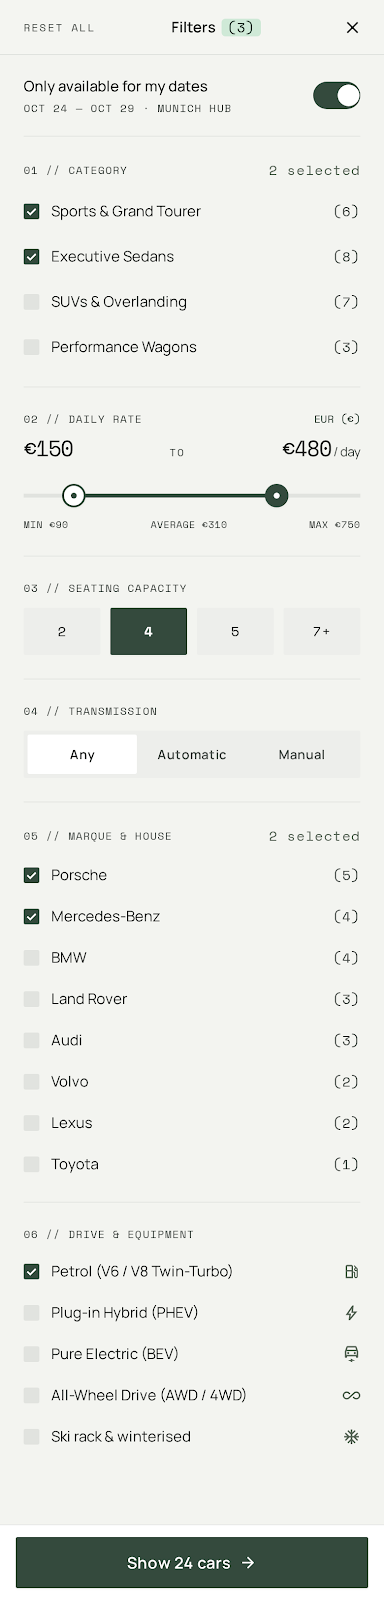 RESET ALL Filters (3)
Only available for my dates
OCT 24 — OCT 29 · MUNICH HUB
01 // CATEGORY 2 selected
Sports & Grand Tourer (6)
Executive Sedans (8)
SUVs & Overlanding (7)
Performance Wagons (3)
02 // DAILY RATE EUR (€)
€150 TO €480 / day
MIN €90 AVERAGE €310 MAX €750
03 // SEATING CAPACITY
2 4 5 7+
04 // TRANSMISSION
Any Automatic Manual
05 // MARQUE & HOUSE 2 selected
Porsche (5)
Mercedes-Benz (4)
BMW (4)
Land Rover (3)
Audi (3)
Volvo (2)
Lexus (2)
Toyota (1)
06 // DRIVE & EQUIPMENT
Petrol (V6 / V8 Twin-Turbo)
Plug-in Hybrid (PHEV)
Pure Electric (BEV)
All-Wheel Drive (AWD / 4WD)
Ski rack & winterised
Show 24 cars →